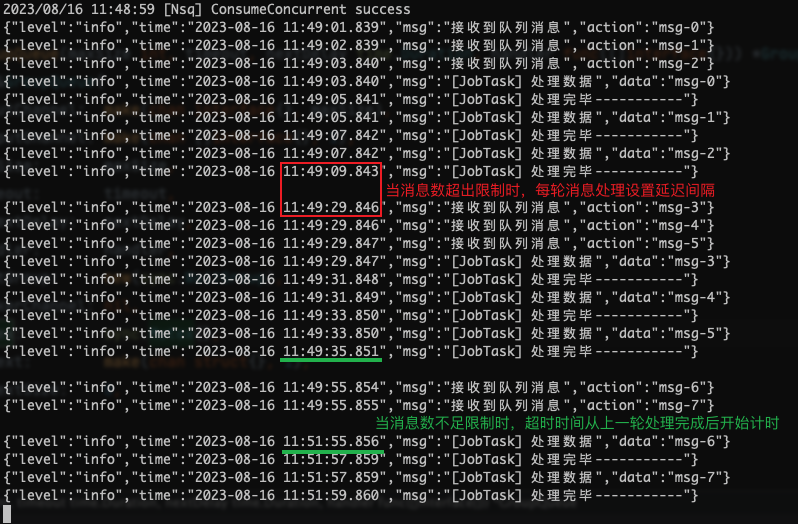 2023/08/16 11:48:59 [Nsq] ConsumeConcurrent success
{"level":"info","time":"2023-08-16 11:49:01.839","msg":"接收到队列消息","action":"msg-0"}
{"level":"info","time":"2023-08-16 11:49:02.839","msg":"接收到队列消息","action":"msg-1"}
{"level":"info","time":"2023-08-16 11:49:03.840","msg":"接收到队列消息","action":"msg-2"}
{"level":"info","time":"2023-08-16 11:49:03.840","msg":"[JobTask] 处理数据","data":"msg-0"}
{"level":"info","time":"2023-08-16 11:49:05.841","msg":"[JobTask] 处理完毕-----------"}
{"level":"info","time":"2023-08-16 11:49:05.841","msg":"[JobTask] 处理数据","data":"msg-1"}
{"level":"info","time":"2023-08-16 11:49:07.842","msg":"[JobTask] 处理完毕-----------"}
{"level":"info","time":"2023-08-16 11:49:07.842","msg":"[JobTask] 处理数据","data":"msg-2"}
{"level":"info","time":"2023-08-16 11:49:09.843","msg":"[JobTask] 处理完毕-----------"}
当消息数超出限制时，每轮消息处理设置延迟间隔
{"level":"info","time":"2023-08-16 11:49:29.846","msg":"接收到队列消息","action":"msg-3"}
{"level":"info","time":"2023-08-16 11:49:29.846","msg":"接收到队列消息","action":"msg-4"}
{"level":"info","time":"2023-08-16 11:49:29.847","msg":"接收到队列消息","action":"msg-5"}
{"level":"info","time":"2023-08-16 11:49:29.847","msg":"[JobTask] 处理数据","data":"msg-3"}
{"level":"info","time":"2023-08-16 11:49:31.848","msg":"[JobTask] 处理完毕-----------"}
{"level":"info","time":"2023-08-16 11:49:31.849","msg":"[JobTask] 处理数据","data":"msg-4"}
{"level":"info","time":"2023-08-16 11:49:33.850","msg":"[JobTask] 处理完毕-----------"}
{"level":"info","time":"2023-08-16 11:49:33.850","msg":"[JobTask] 处理数据","data":"msg-5"}
{"level":"info","time":"2023-08-16 11:49:35.851","msg":"[JobTask] 处理完毕-----------"}
{"level":"info","time":"2023-08-16 11:49:55.854","msg":"接收到队列消息","action":"msg-6"}
{"level":"info","time":"2023-08-16 11:49:55.855","msg":"接收到队列消息","action":"msg-7"}
当消息数不足限制时，超时时间从上一轮处理完成后开始计时
{"level":"info","time":"2023-08-16 11:51:55.856","msg":"[JobTask] 处理数据","data":"msg-6"}
{"level":"info","time":"2023-08-16 11:51:57.859","msg":"[JobTask] 处理完毕-----------"}
{"level":"info","time":"2023-08-16 11:51:57.859","msg":"[JobTask] 处理数据","data":"msg-7"}
{"level":"info","time":"2023-08-16 11:51:59.860","msg":"[JobTask] 处理完毕-----------"}